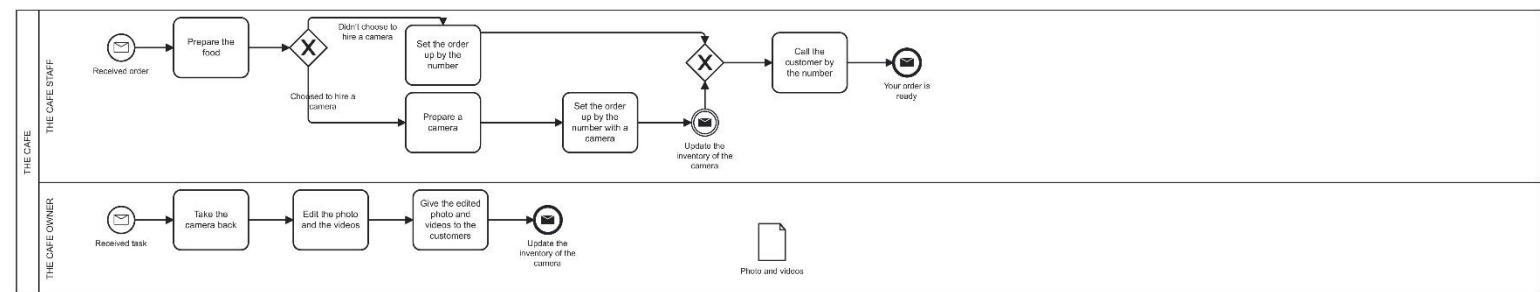 THE CAFE
THE CAFE STAFF
Received order
Prepare the
food
Didn't choose to
hire a camera
Set the order
up by the
number
Choosed to hire a
camera
Prepare a
camera
Set the order
up by the
number with a
camera
Update the
inventory of the
camera
Call the
customer by
the number
Your order is
ready
THE CAFE OWNER
Received task
Take the
camera back
Edit the photo
and the videos
Give the edited
photo and
videos to the
customers
Update the
inventory of the
camera
Photo and videos